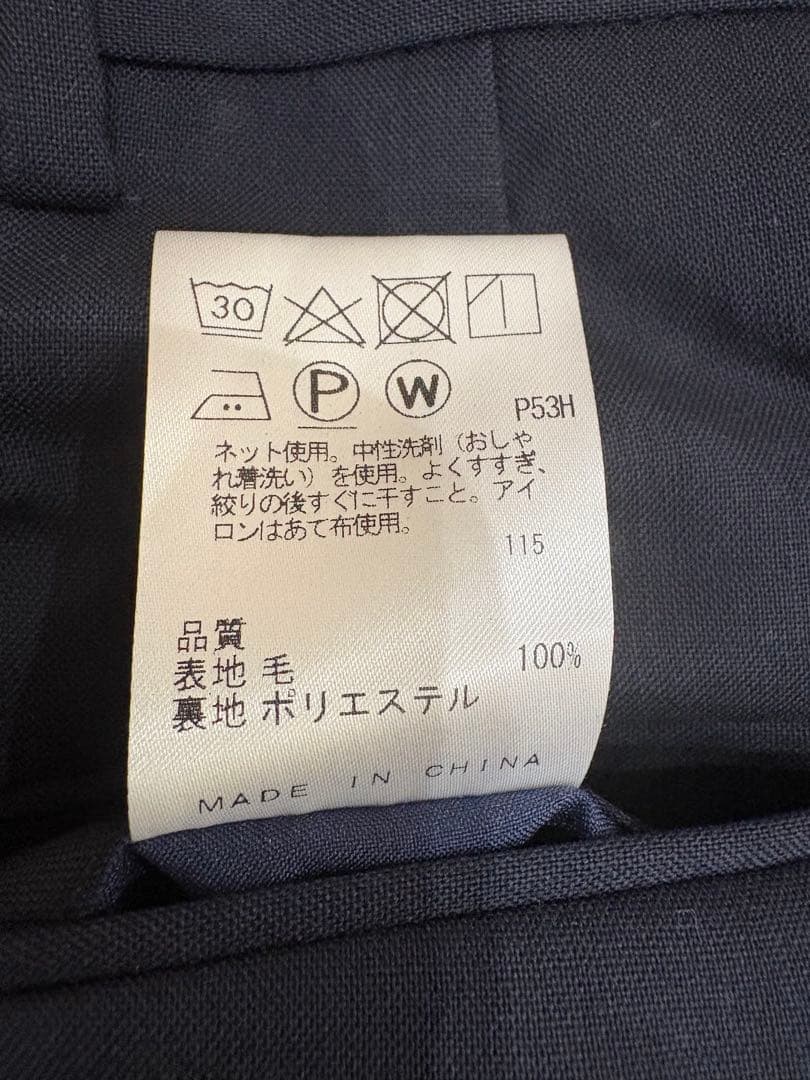 30
P W
P53H
ネット使用。中性洗剤（おしゃ
れ着洗い）を使用。よくすすぎ、
絞りの後すぐに干すこと。アイ
ロンはあて布使用。
115
品質
表地 毛 100%
裏地 ポリエステル
MADE IN CHINA